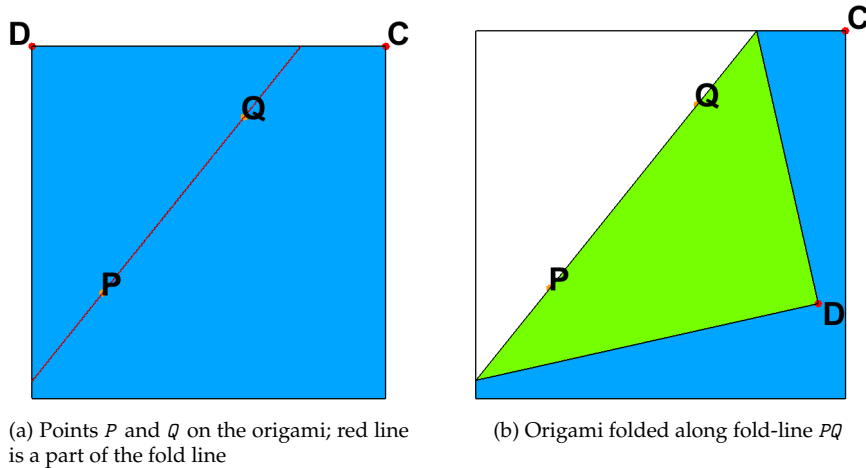 D
C
Q
P
C
Q
P
D
(a) Points P and Q on the origami; red line
is a part of the fold line
(b) Origami folded along fold-line PQ